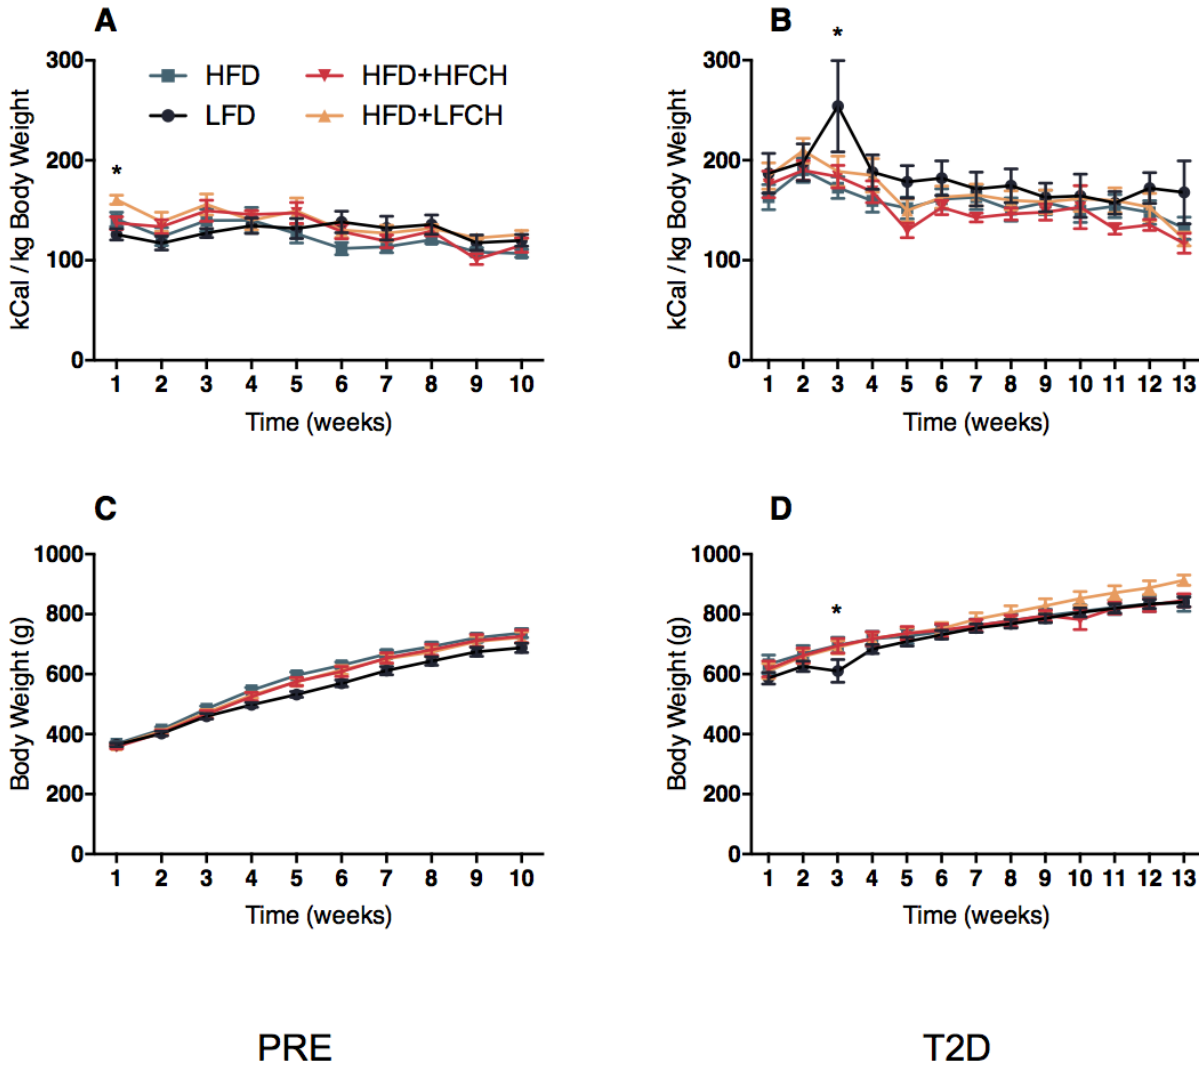 A
kCal / kg Body Weight
300
200
100
0
HFD
HFD+HFCH
LFD
HFD+LFCH
*
1 2 3 4 5 6 7 8 9 10
Time (weeks)
B
kCal / kg Body Weight
300
200
100
0
*
1 2 3 4 5 6 7 8 9 10 11 12 13
Time (weeks)
C
Body Weight (g)
1000
800
600
400
200
0
1 2 3 4 5 6 7 8 9 10
Time (weeks)
D
Body Weight (g)
1000
800
600
400
200
0
*
1 2 3 4 5 6 7 8 9 10 11 12 13
Time (weeks)
PRE
T2D